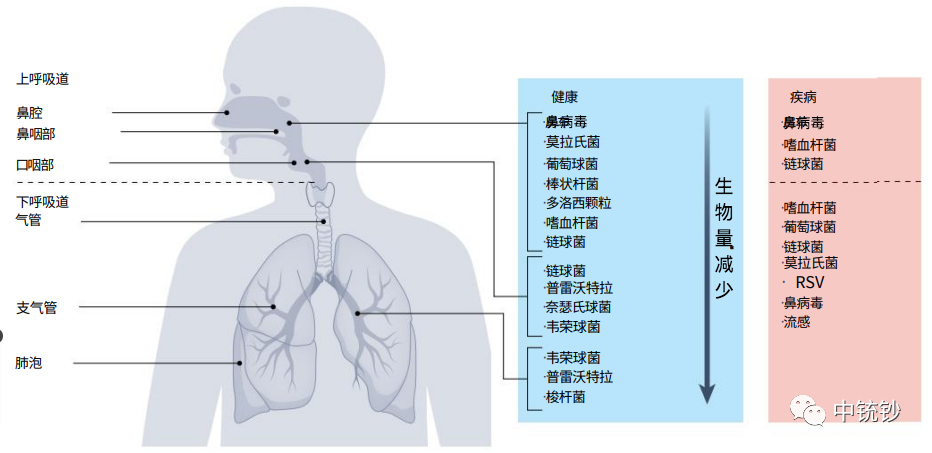 上呼吸道
鼻腔
鼻咽部
口咽部
下呼吸道
气管
支气管
肺泡
健康
·鼻病毒
·莫拉氏菌
·葡萄球菌
·棒状杆菌
·多洛西颗粒
·嗜血杆菌
·链球菌
·链球菌
·普雷沃特拉
·奈瑟氏球菌
·韦荣球菌
·韦荣球菌
·普雷沃特拉
·梭杆菌
生物量减少
疾病
·鼻病毒
·嗜血杆菌
·链球菌
·嗜血杆菌
·葡萄球菌
·链球菌
·莫拉氏菌
· RSV
·鼻病毒
·流感
中铳钞